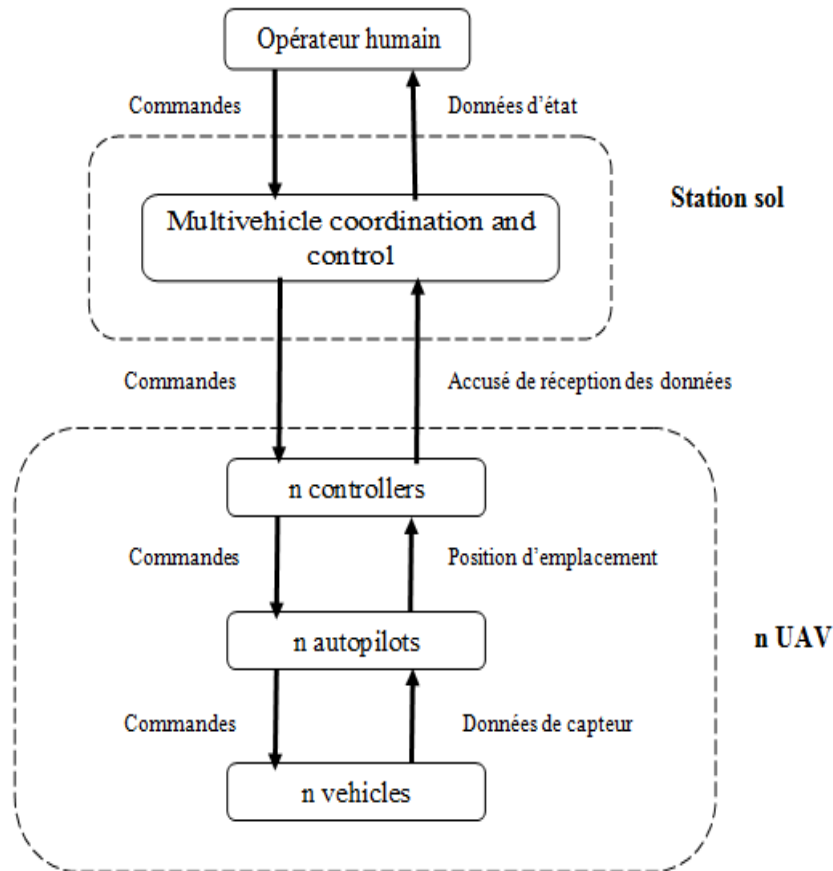 Opérateur humain
Commandes
Données d'état
Station sol
Multivehicle coordination and
control
Commandes
Accusé de réception des données
n controllers
Commandes
Position d'emplacement
n autopilots
n UAV
Commandes
Données de capteur
n vehicles